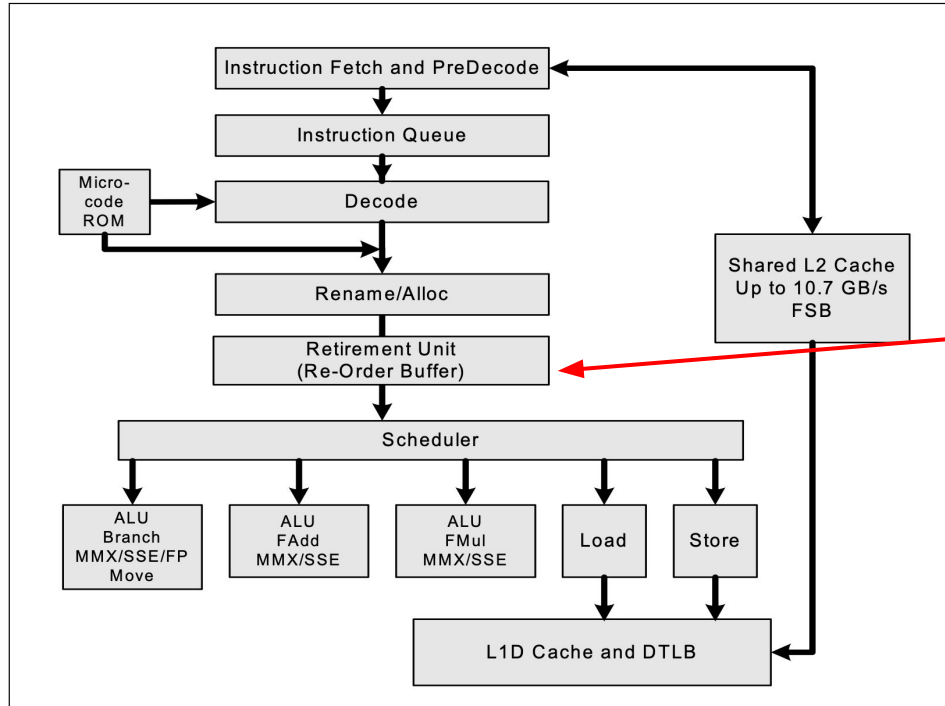 Instruction Fetch and PreDecode
Instruction Queue
Micro-
code
ROM
Decode
Shared L2 Cache
Up to 10.7 GB/s
FSB
Rename/Alloc
Retirement Unit
(Re-Order Buffer)
Scheduler
ALU
Branch
MMX/SSE/FP
Move
ALU
FAdd
MMX/SSE
ALU
FMul
MMX/SSE
Load
Store
L1D Cache and DTLB